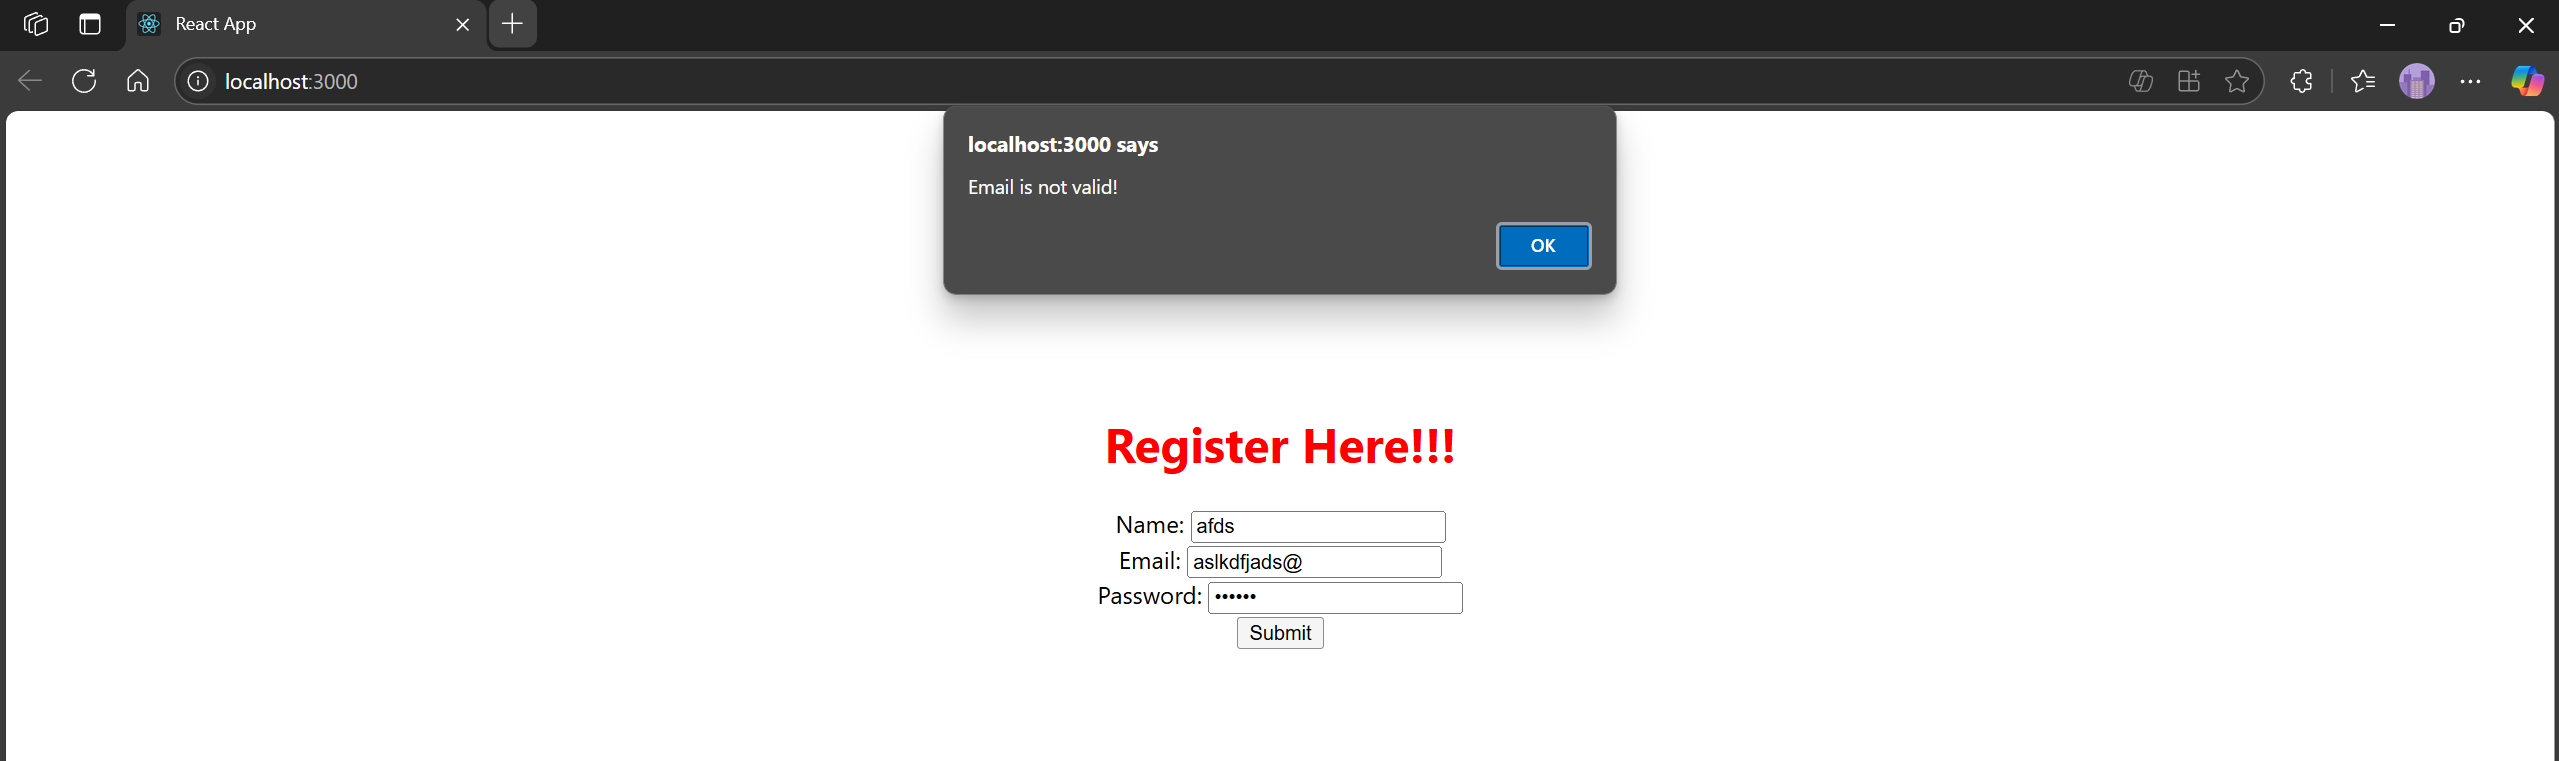 React App
localhost:3000
localhost:3000 says
Email is not valid!
OK
Register Here!!!
Name: afds
Email: aslkdfjads@
Password: ••••••
Submit